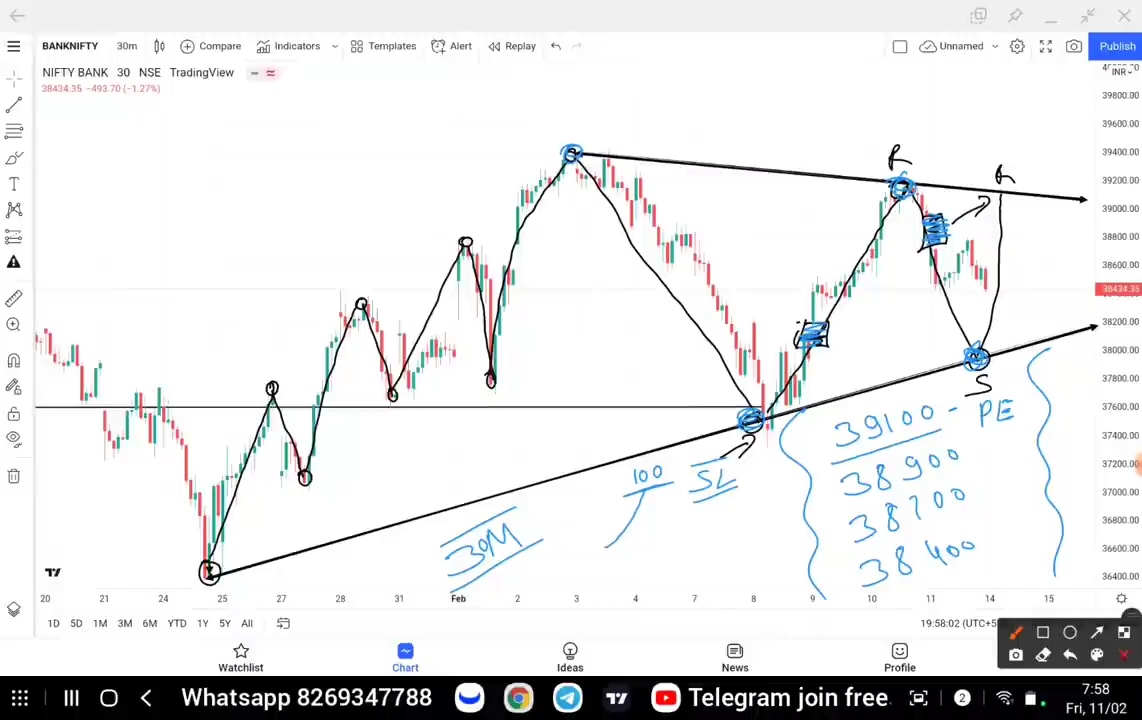 BANKNIFTY 30m Compare Indicators Templates Alert Replay Unnamed Publish
NIFTY BANK 30 NSE TradingView
INR
38434.35 −493.70 (−1.27%)
39800.00
39600.00
39400.00
39200.00
39000.00
38800.00
38600.00
38434.35
38200.00
38000.00
37800.00
37600.00
37400.00
37200.00
37000.00
36800.00
36600.00
36400.00
R
S
39100 - PE
38900
38700
38400
100 SL
30M
20 21 24 25 27 28 31 Feb 2 3 4 7 8 9 10 11 14 15
1D 5D 1M 3M 6M YTD 1Y 5Y All
19:58:02
Watchlist Chart Ideas News Profile
Whatsapp 8269347788 Telegram join free 2
7:58
Fri, 11/02